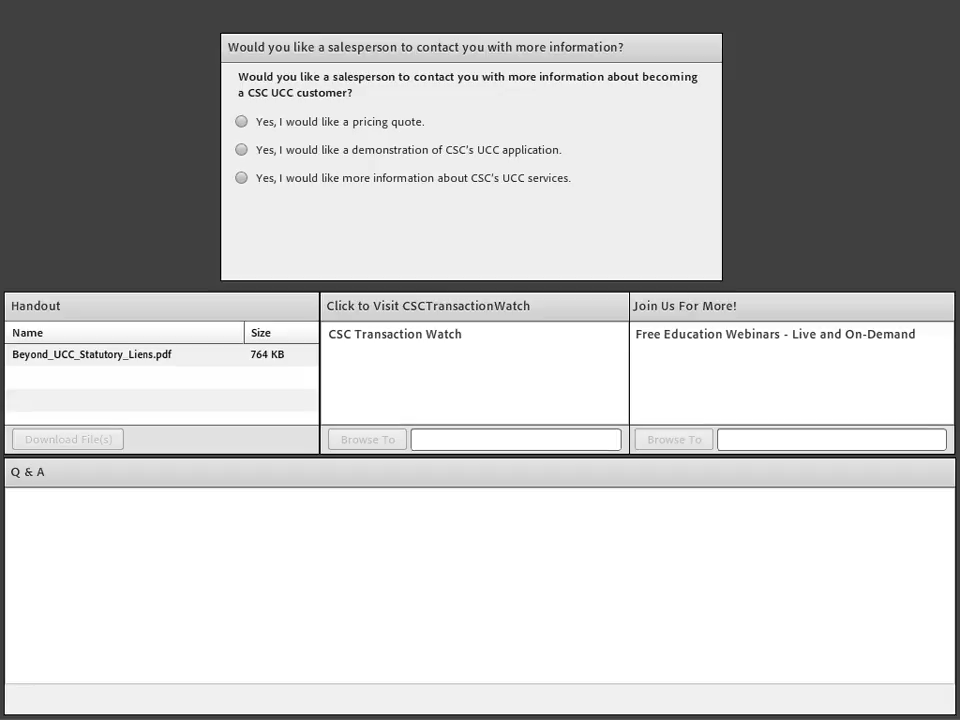 Would you like a salesperson to contact you with more information?
Would you like a salesperson to contact you with more information about becoming
a CSC UCC customer?
Yes, I would like a pricing quote.
Yes, I would like a demonstration of CSC's UCC application.
Yes, I would like more information about CSC's UCC services.
Handout
Name Size
Beyond_UCC_Statutory_Liens.pdf 764 KB
Download File(s)
Click to Visit CSCTransactionWatch
CSC Transaction Watch
Browse To
Join Us For More!
Free Education Webinars - Live and On-Demand
Browse To
Q & A